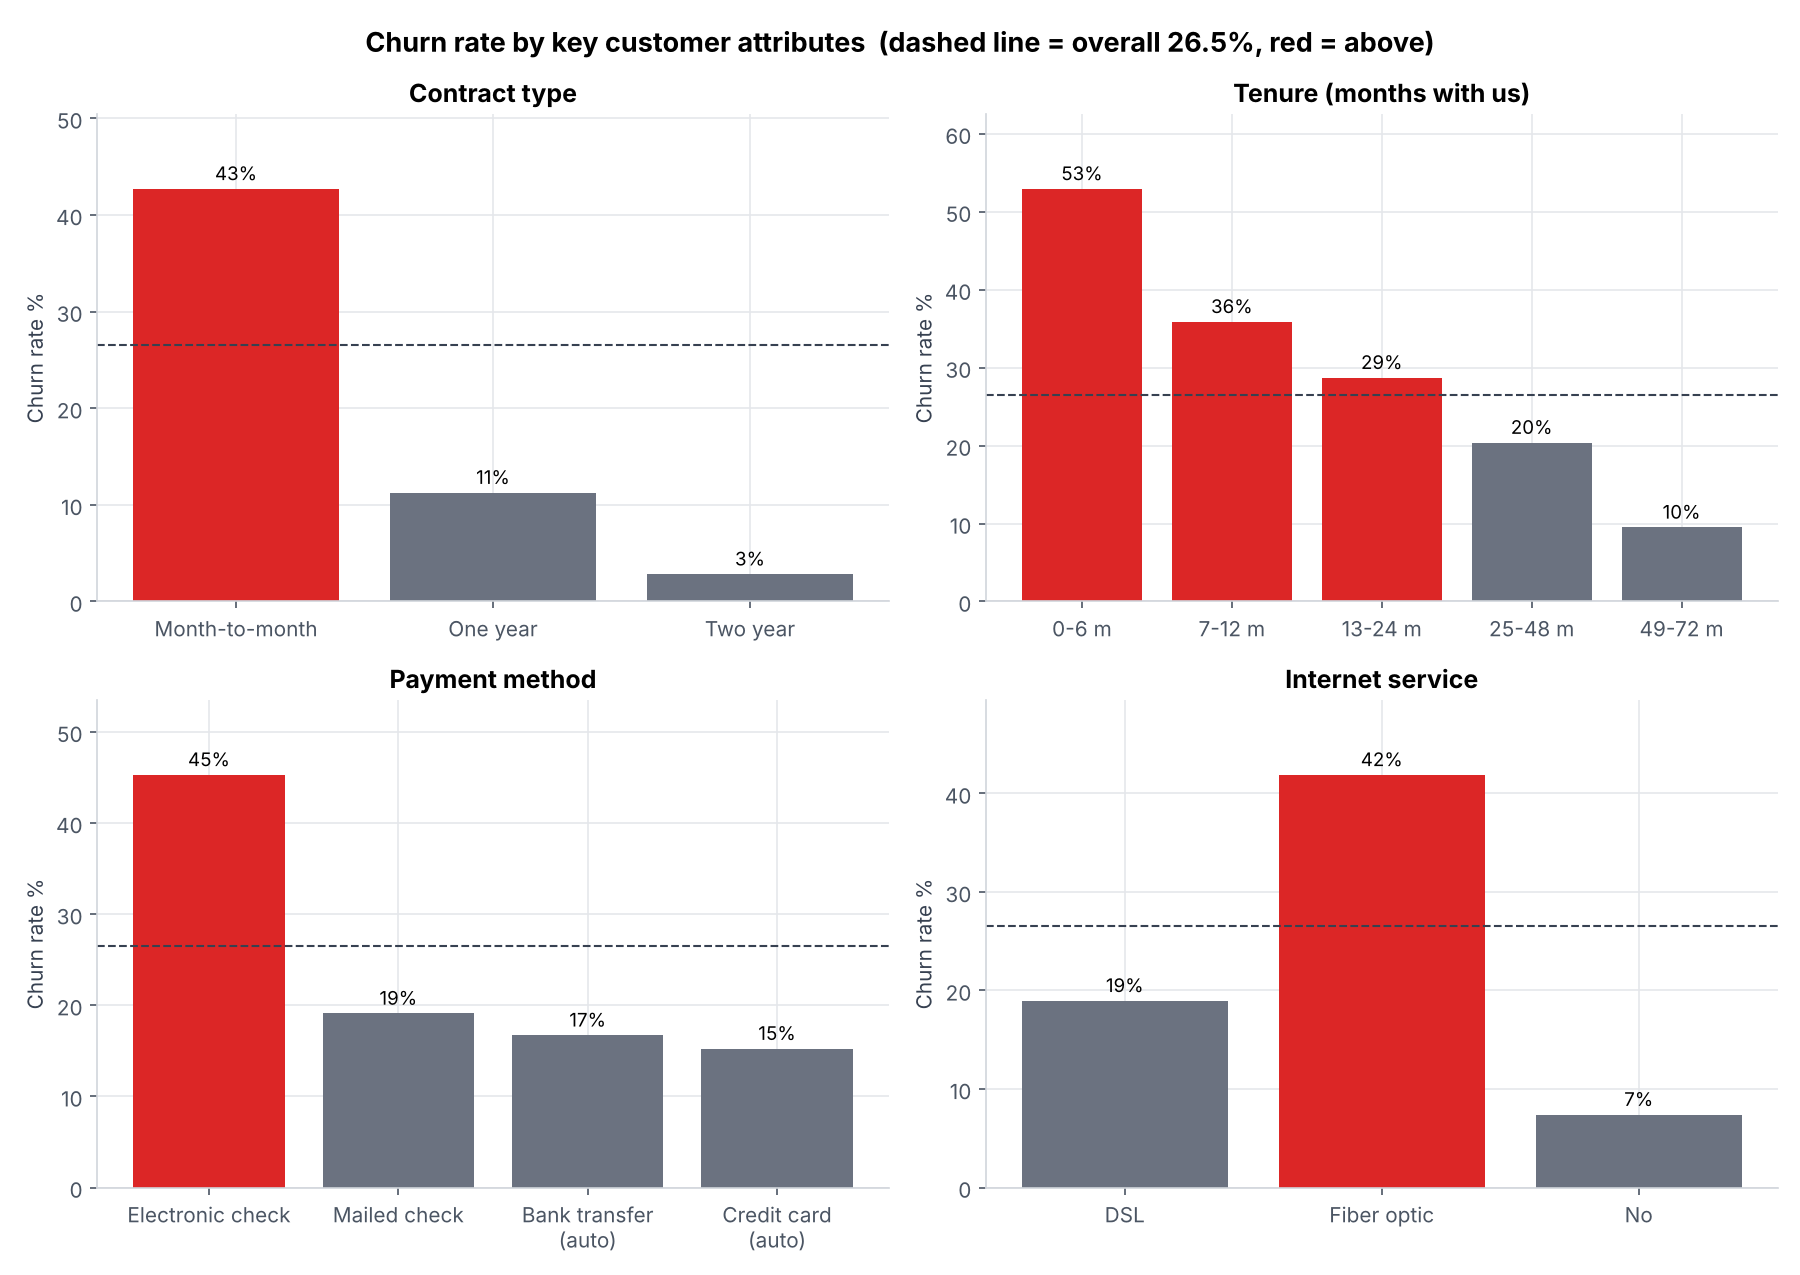 Churn rate by key customer attributes  (dashed line = overall 26.5%, red = above)
Contract type
50
40
30
20
10
0
Churn rate %
43%
11%
3%
Month-to-month
One year
Two year
Tenure (months with us)
60
50
40
30
20
10
0
Churn rate %
53%
36%
29%
20%
10%
0-6 m
7-12 m
13-24 m
25-48 m
49-72 m
Payment method
50
40
30
20
10
0
Churn rate %
45%
19%
17%
15%
Electronic check
Mailed check
Bank transfer
(auto)
Credit card
(auto)
Internet service
40
30
20
10
0
Churn rate %
19%
42%
7%
DSL
Fiber optic
No